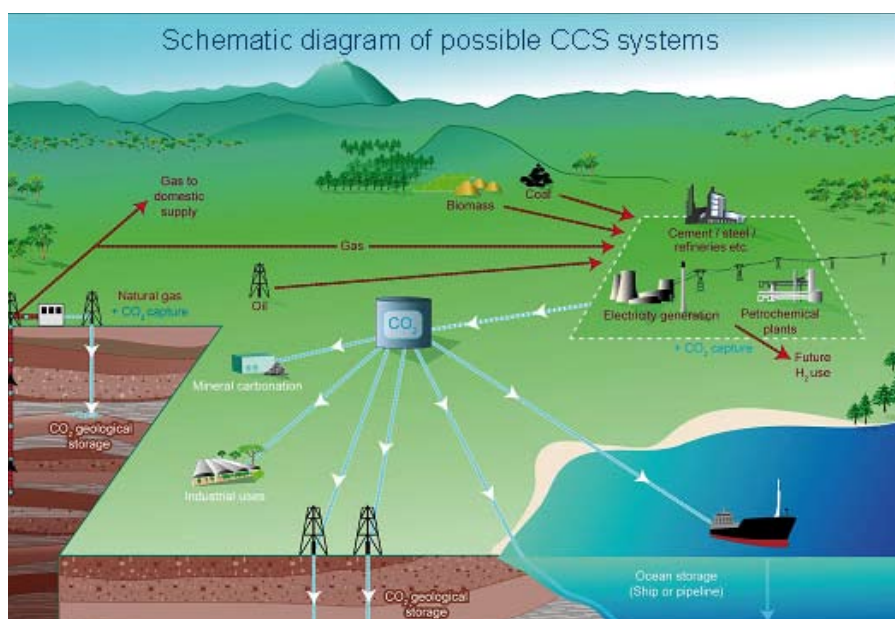 Schematic diagram of possible CCS systems
Gas to
domestic
supply
Biomass
Coal
Cement / steel /
refineries etc.
Gas
Natural gas
+ CO₂ capture
Oil
CO₂
Electricity generation
Petrochemical
plants
+ CO₂ capture
Future
H₂ use
Mineral carbonation
CO₂ geological
storage
Industrial uses
CO₂ geological
storage
Ocean storage
(Ship or pipeline)